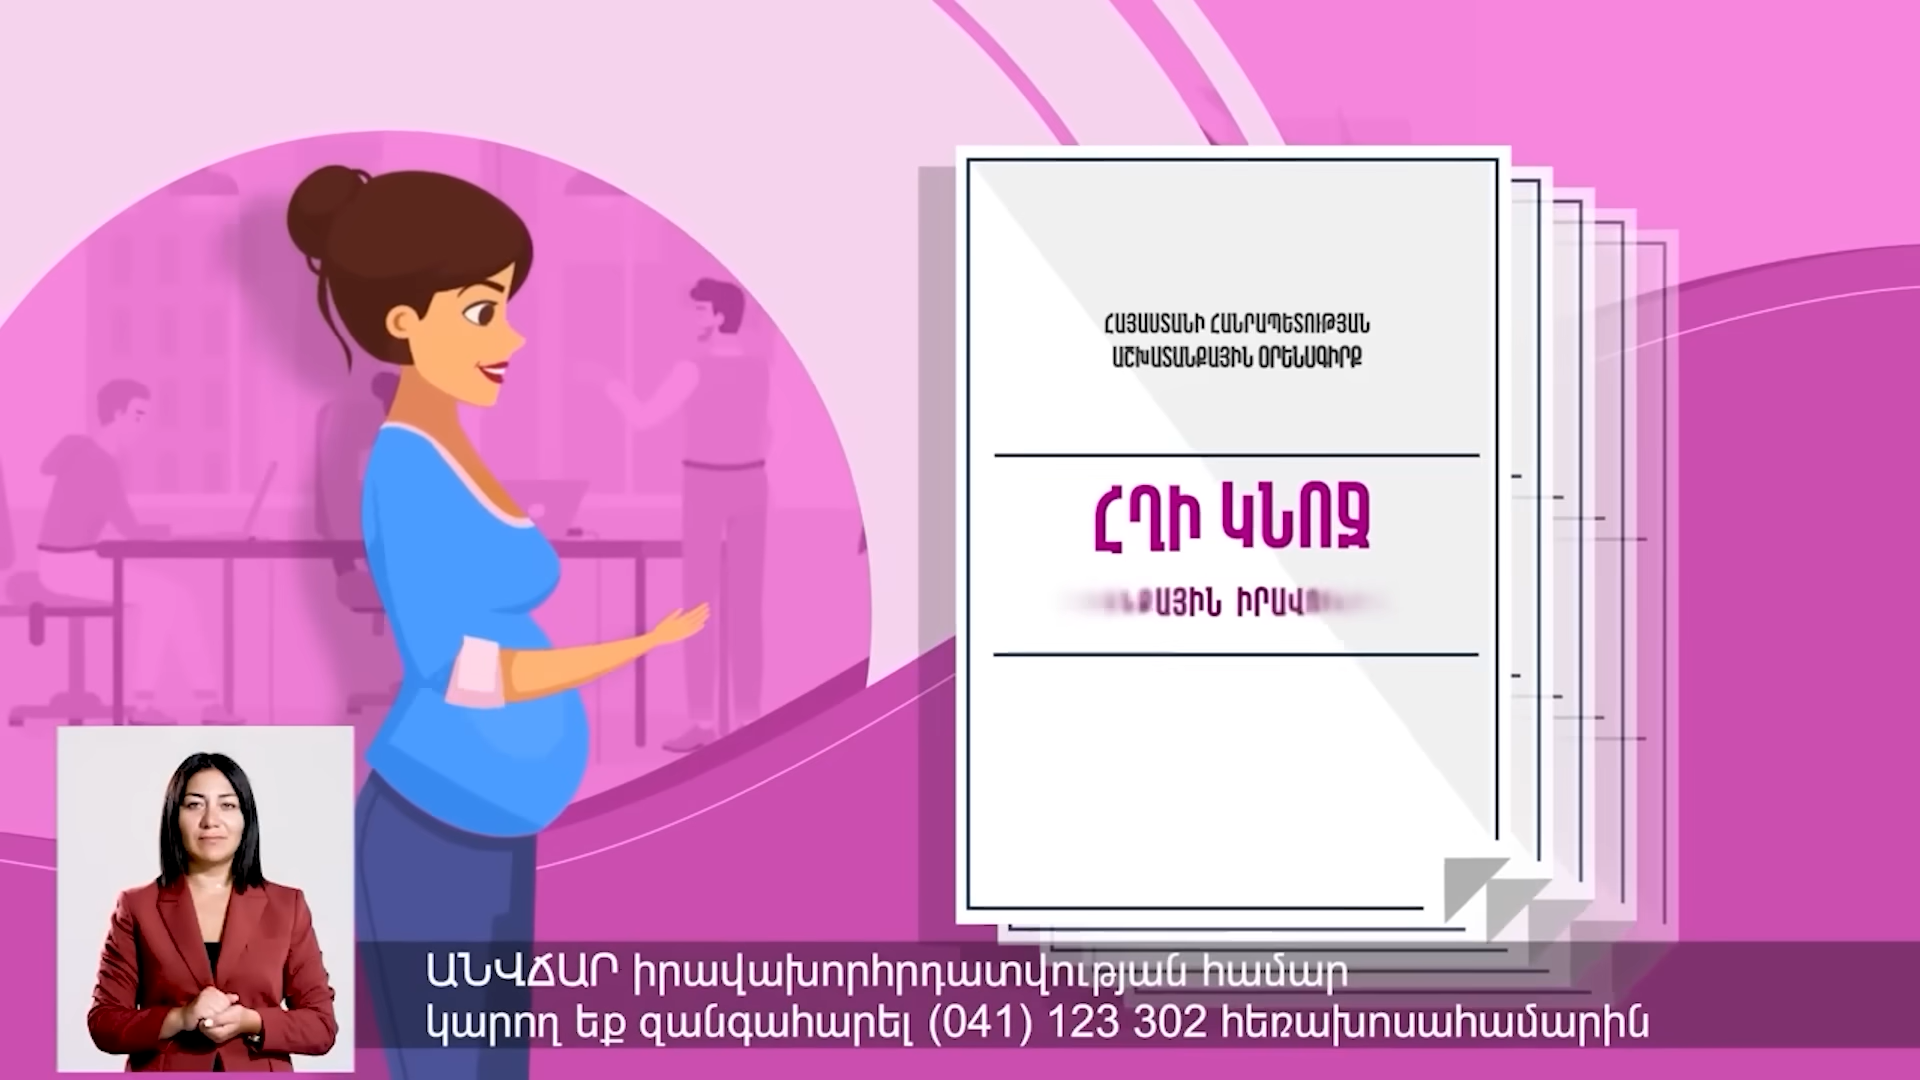 ՀԱՅԱՍՏԱՆԻ ՀԱՆՐԱՊԵՏՈՒԹՅԱՆ
ԱՇԽԱՏԱՆՔԱՅԻՆ ՕՐԵՆՍԳԻՐՔ
ՀՂԻ ԿՆՈՋ
ԱՆՎՃԱՐ իրավախորհրդատվության համար
կարող եք զանգահարել (041) 123 302 հեռախոսահամարին